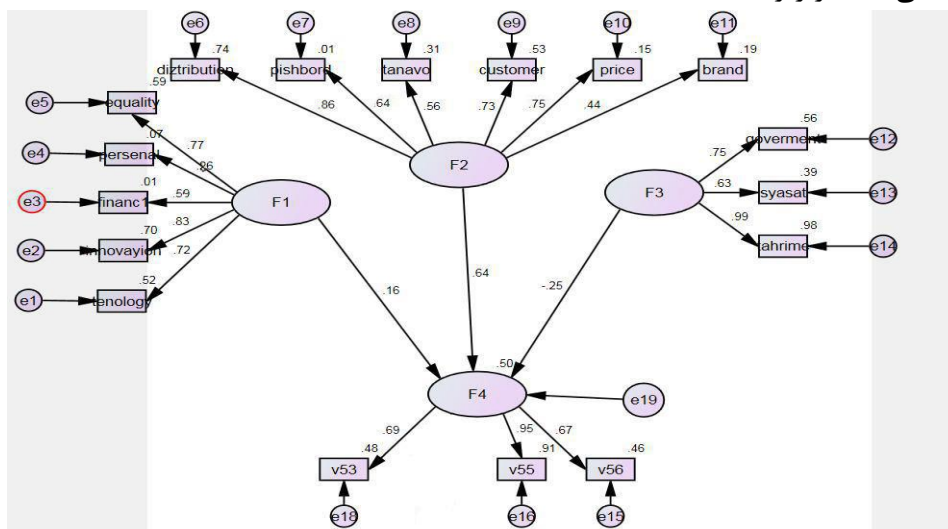 e6 e7 e8 e9 e10 e11
.74 .01 .31 .53 .15 .19
diztribution pishbord tanavo customer price brand
.59
e5 equality
.86 .64 .56 .73 .75 .44
.07 .77
e4 persenal
.26
.56
goverment e12
.75
F2
.01
e3 financ1 .59 F1
F3 .63 .39
syasat e13
.70 .83
e2 innovayion
.72
.99 .98
tahrime e14
.52
e1 tenology
.16 .64 -.25
.50
F4 e19
.69 .95 .67
.48 .91 .46
v53 v55 v56
e18 e16 e15